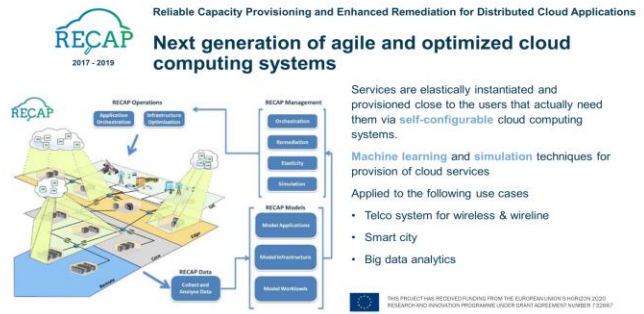 Reliable Capacity Provisioning and Enhanced Remediation for Distributed Cloud Applications
RECAP
2017 - 2019
Next generation of agile and optimized cloud
computing systems
RECAP
RECAP Operations
Application
Orchestration
Infrastructure
Optimisation
RECAP Management
Orchestration
Remediation
Elasticity
Simulation
RECAP Models
Model Applications
Model Infrastructure
Model Workloads
RECAP Data
Collect and
Analyse Data
Edge
Core
Remote
Services are elastically instantiated and
provisioned close to the users that actually need
them via self-configurable cloud computing
systems.
Machine learning and simulation techniques for
provision of cloud services
Applied to the following use cases
• Telco system for wireless & wireline
• Smart city
• Big data analytics
THIS PROJECT HAS RECEIVED FUNDING FROM THE EUROPEAN UNION'S HORIZON 2020
RESEARCH AND INNOVATION PROGRAMME UNDER GRANT AGREEMENT NUMBER 732667